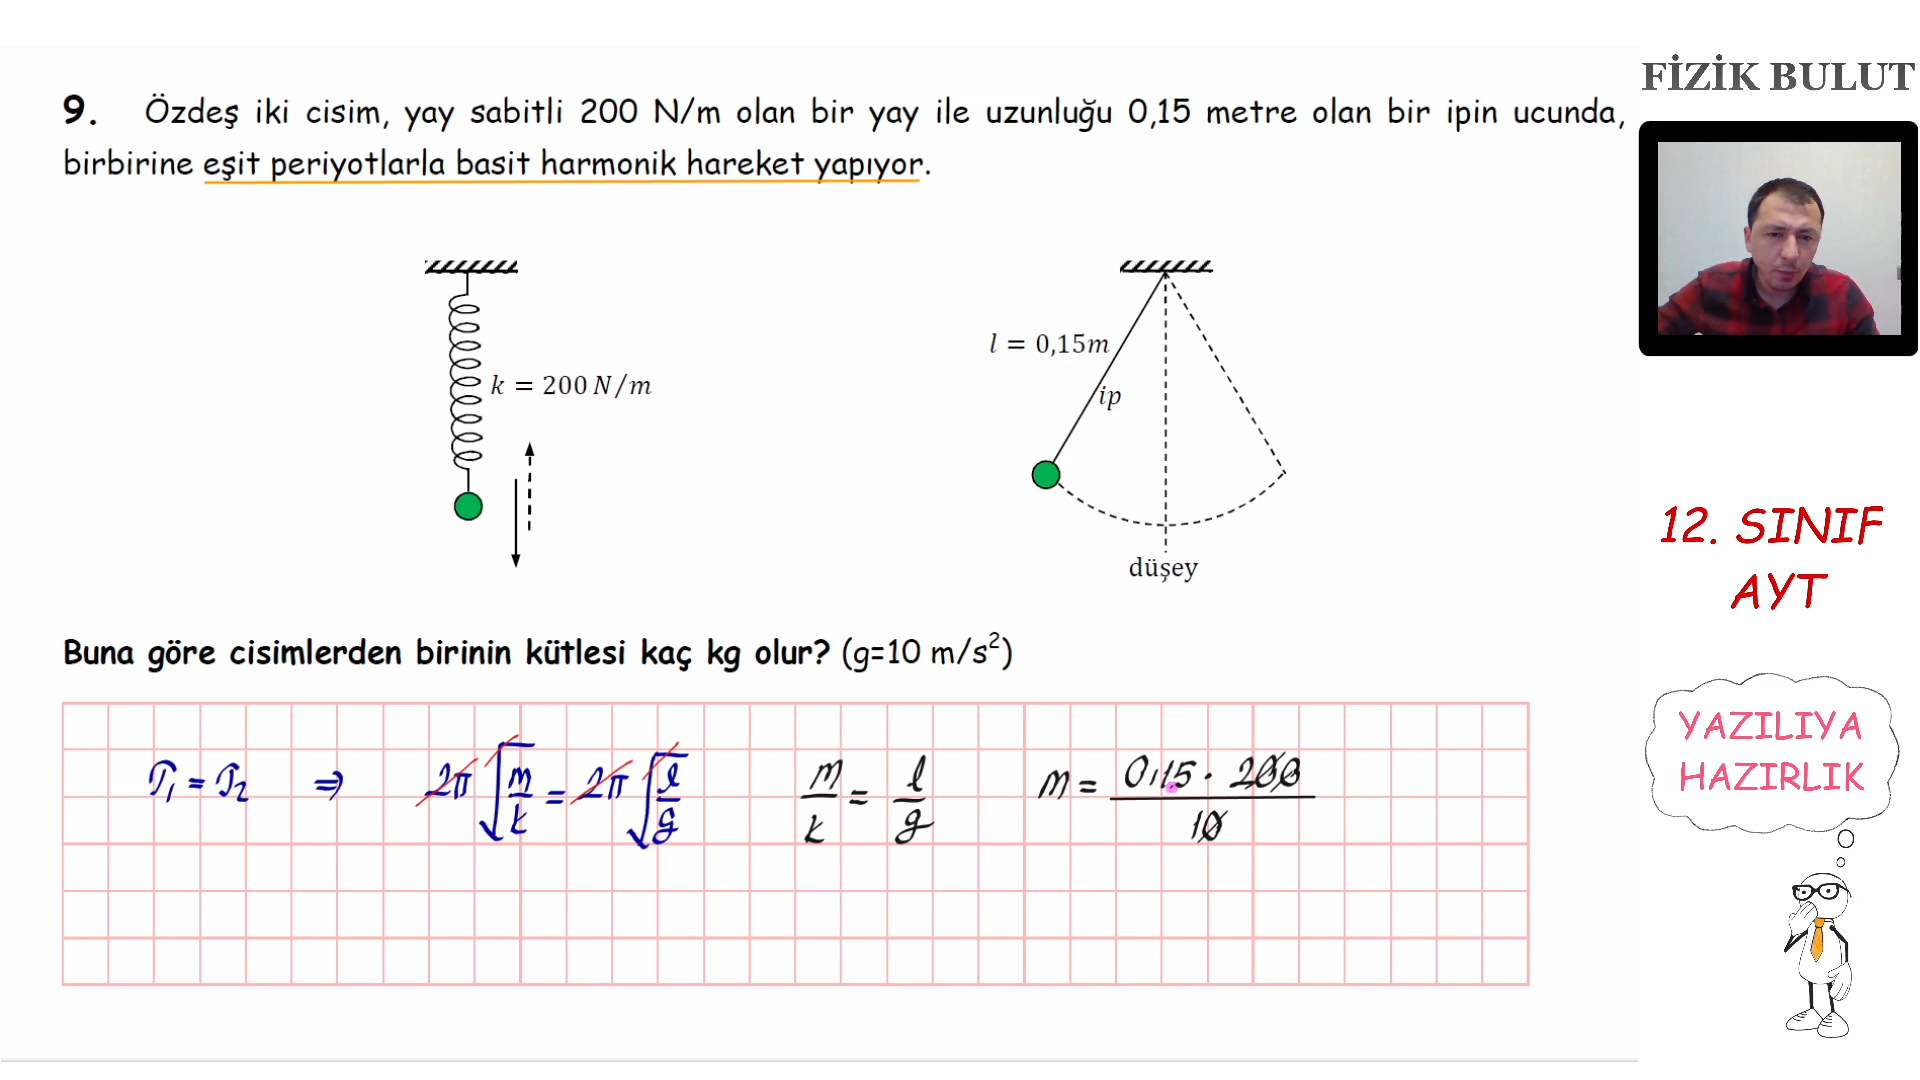 FİZİK BULUT
9. Özdeş iki cisim, yay sabitli 200 N/m olan bir yay ile uzunluğu 0,15 metre olan bir ipin ucunda,
birbirine eşit periyotlarla basit harmonik hareket yapıyor.
l = 0,15m
k = 200 N/m
ip
düşey
12. SINIF
AYT
Buna göre cisimlerden birinin kütlesi kaç kg olur? (g=10 m/s²)
T₁ = T₂ ⇒ 2π √(m/k) = 2π √(l/g) m/k = l/g m = 0,15 · 200 / 10
YAZILIYA
HAZIRLIK